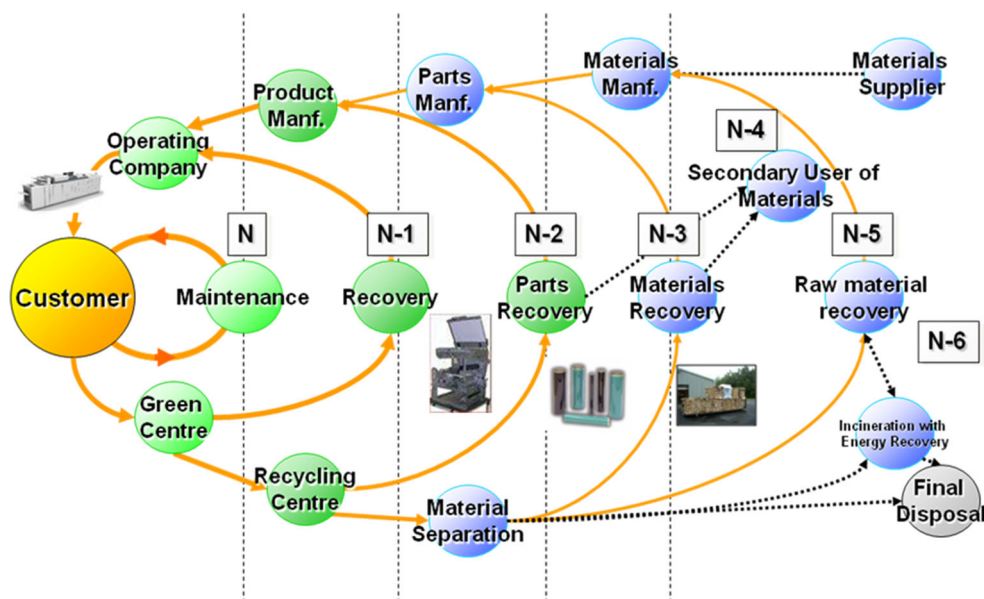 Materials
Manf.
Materials
Supplier
Parts
Manf.
Product
Manf.
N-4
Operating
Company
Secondary User of
Materials
N
N-1
N-2
N-3
N-5
Customer
Maintenance
Recovery
Parts
Recovery
Materials
Recovery
Raw material
recovery
N-6
Green
Centre
Incineration with
Energy Recovery
Recycling
Centre
Material
Separation
Final
Disposal